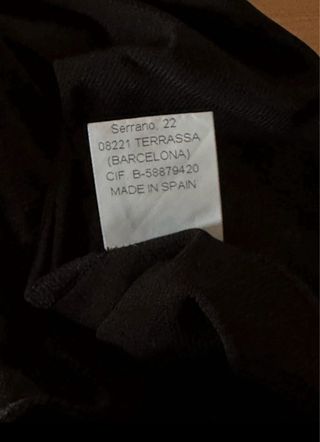 Serrano, 22
08221 TERRASSA
(BARCELONA)
CIF. B-58879420
MADE IN SPAIN